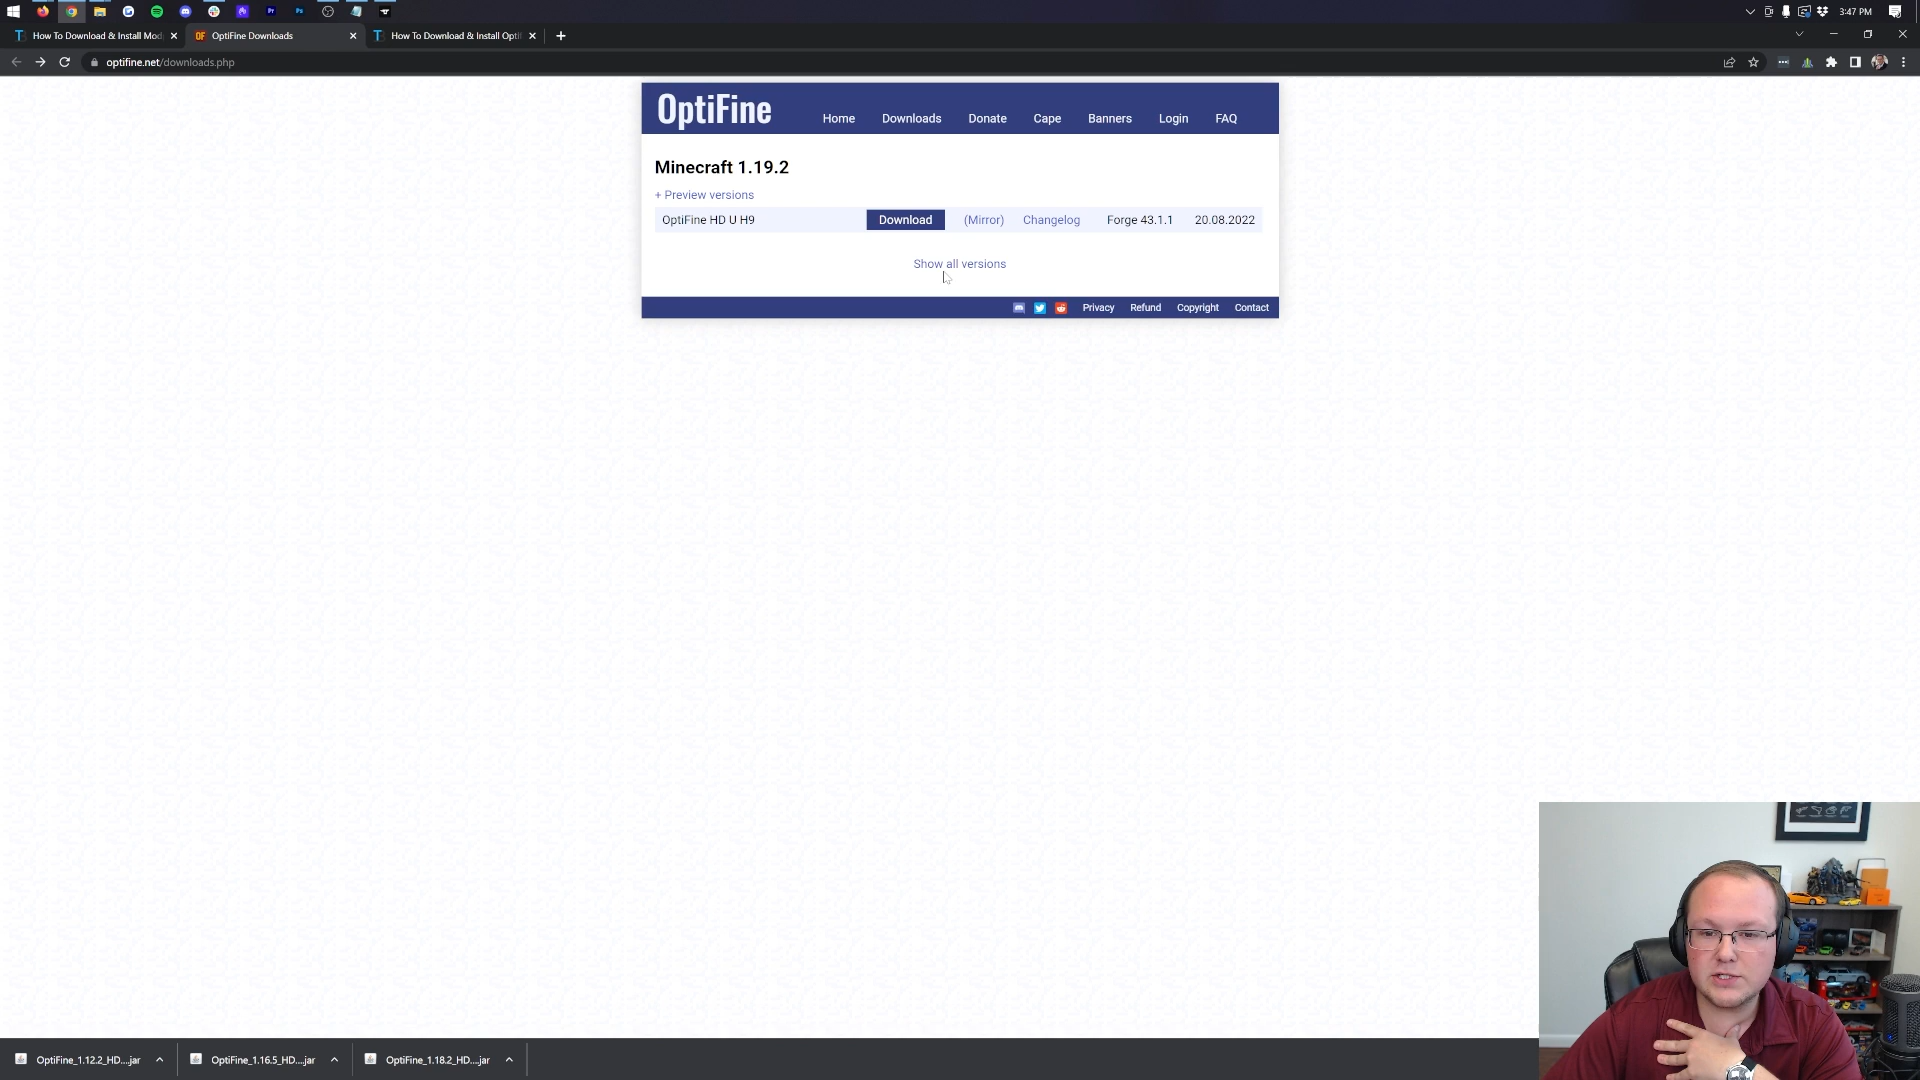 3:47 PM
How To Download & Install Mod
OptiFine Downloads
How To Download & Install Opti
optifine.net/downloads.php
OptiFine
Home
Downloads
Donate
Cape
Banners
Login
FAQ
Minecraft 1.19.2
+ Preview versions
OptiFine HD U H9
Download
(Mirror)
Changelog
Forge 43.1.1
20.08.2022
Show all versions
Privacy
Refund
Copyright
Contact
OptiFine_1.12.2_HD....jar
OptiFine_1.16.5_HD....jar
OptiFine_1.18.2_HD....jar